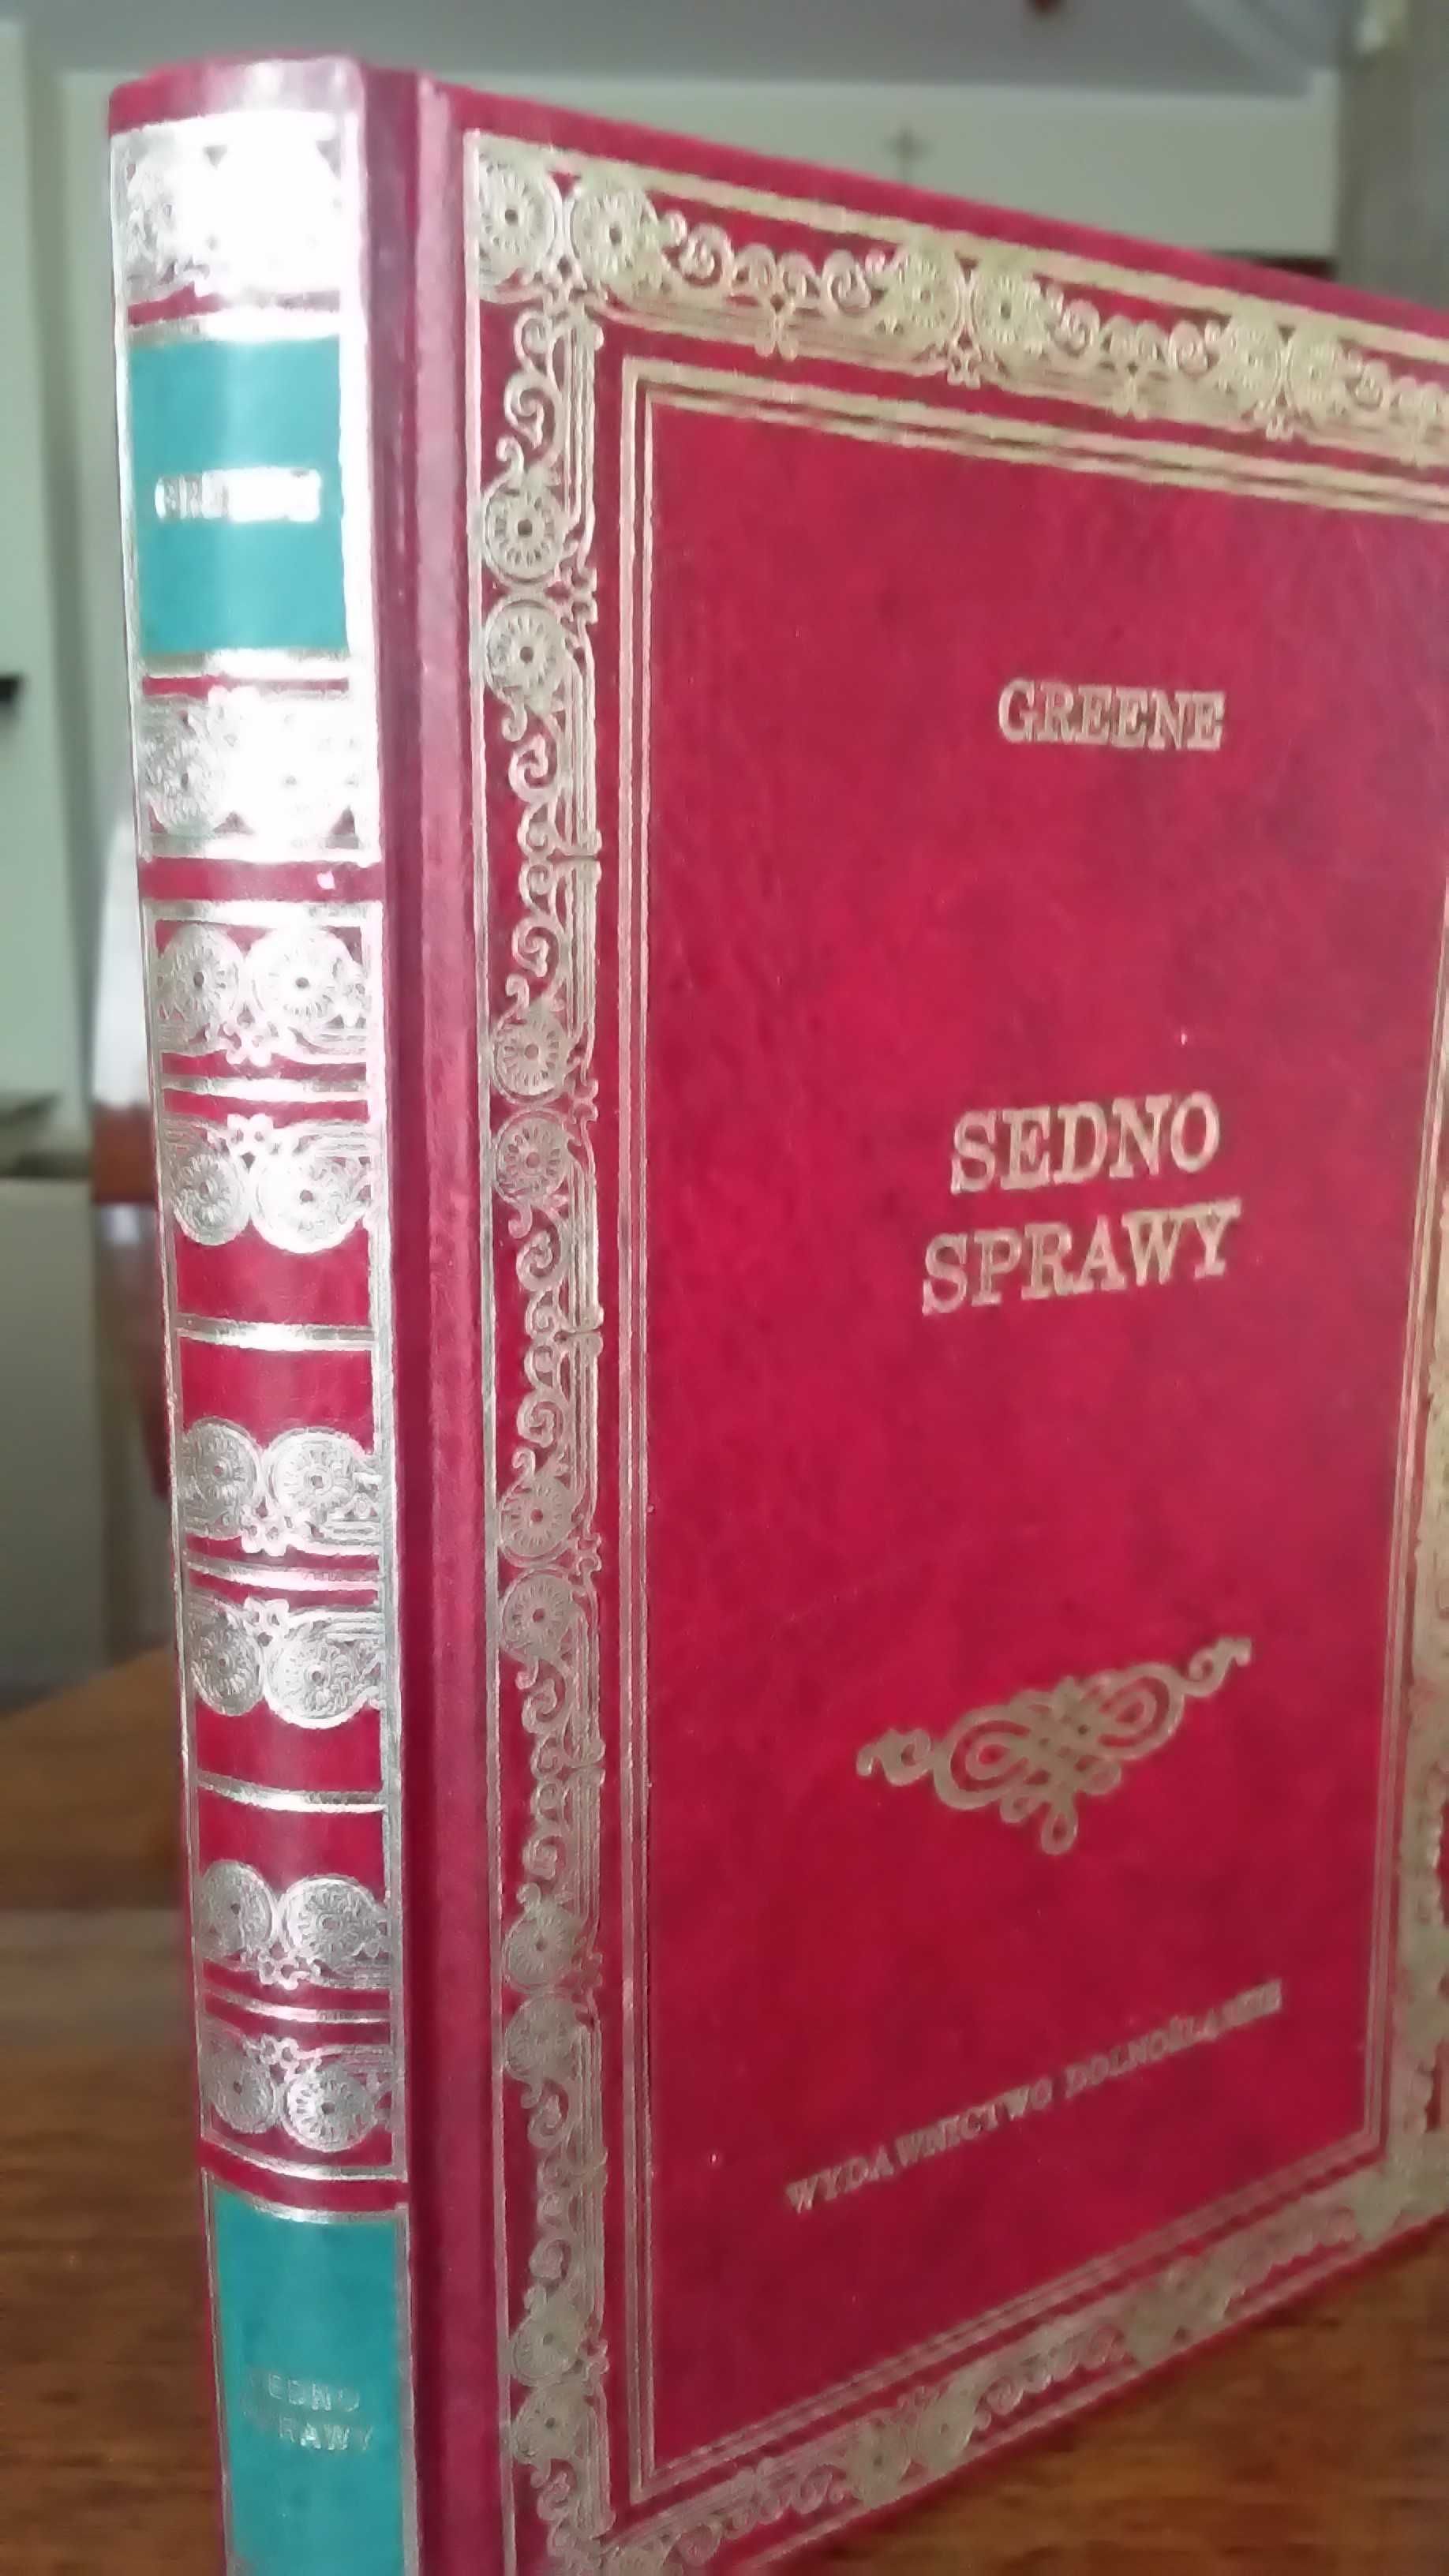 GREENE
GREENE
SEDNO
SPRAWY
WYDAWNICTWO DOLNOŚLĄSKIE
SEDNO
SPRAWY